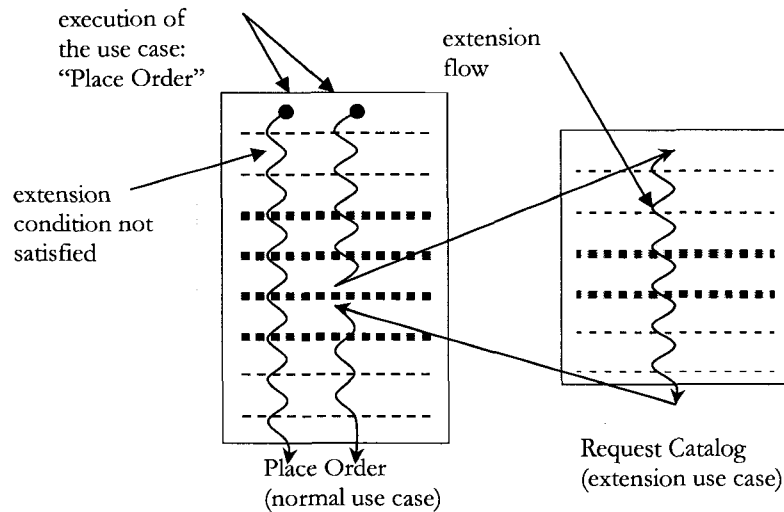 execution of
the use case:
“Place Order”
extension
flow
extension
condition not
satisfied
Place Order
(normal use case)
Request Catalog
(extension use case)